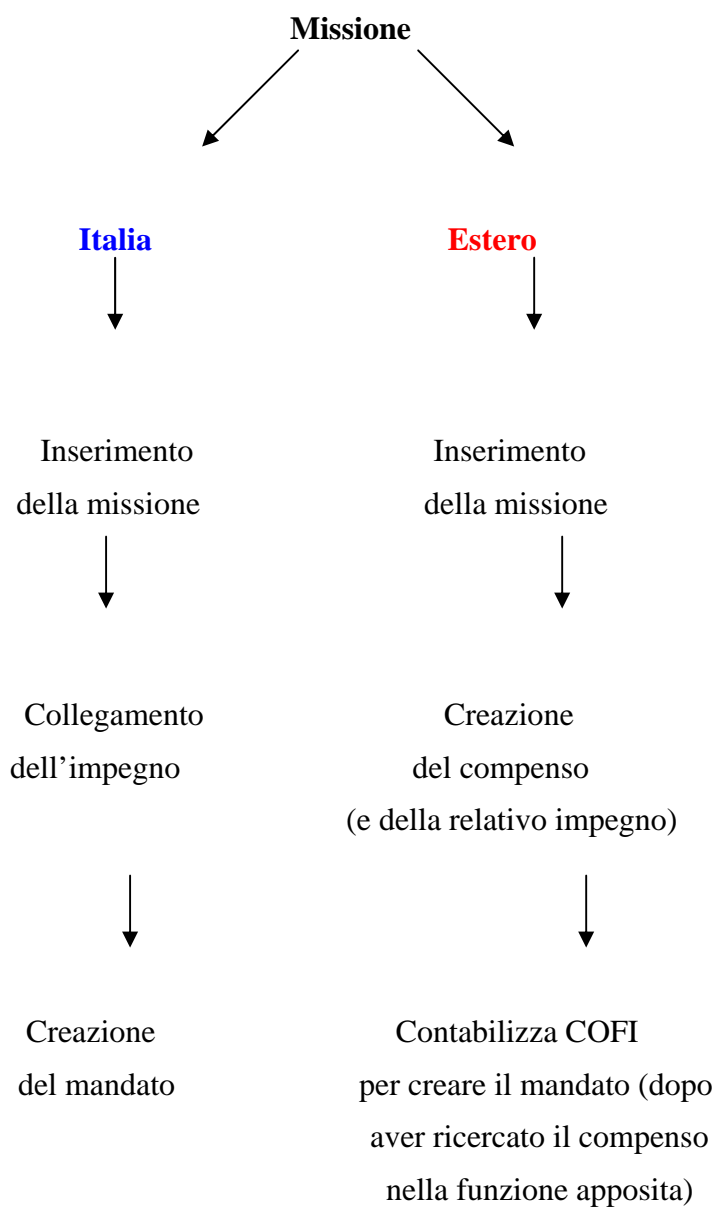 Missione
Italia
Estero
Inserimento
della missione
Inserimento
della missione
Collegamento
dell’impegno
Creazione
del compenso
(e della relativo impegno)
Creazione
del mandato
Contabilizza COFI
per creare il mandato (dopo
aver ricercato il compenso
nella funzione apposita)